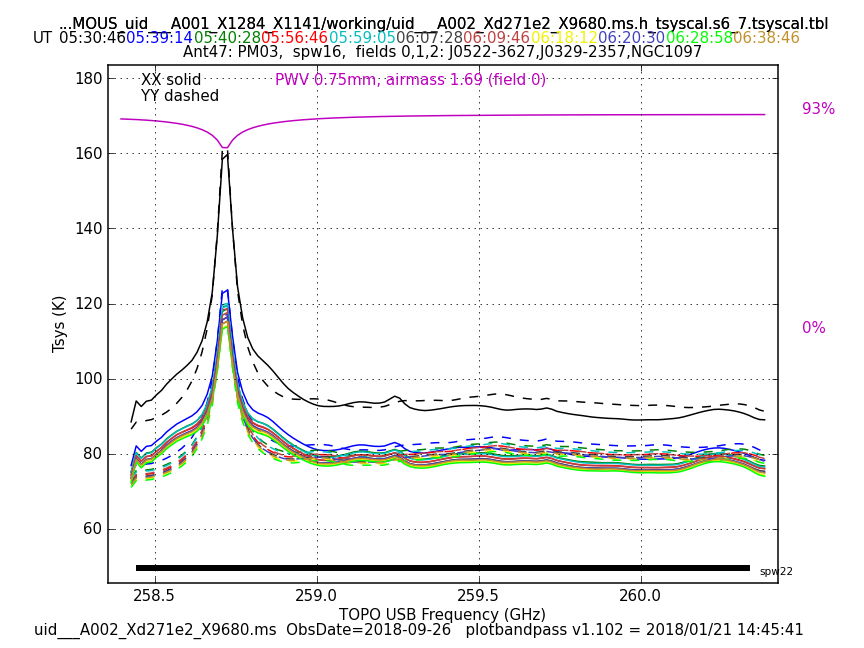 ...MOUS_uid___A001_X1284_X1141/working/uid___A002_Xd271e2_X9680.ms.h_tsyscal.s6_7.tsyscal.tbl
UT 05:30:46 05:39:14 05:40:28 05:56:46 05:59:05 06:07:28 06:09:46 06:18:12 06:20:30 06:28:58 06:38:46
Ant47: PM03,  spw16,  fields 0,1,2: J0522-3627,J0329-2357,NGC1097
XX solid
YY dashed
PWV 0.75mm, airmass 1.69 (field 0)
93%
0%
180
160
140
120
100
80
60
Tsys (K)
spw22
258.5 259.0 259.5 260.0
TOPO USB Frequency (GHz)
uid___A002_Xd271e2_X9680.ms  ObsDate=2018-09-26   plotbandpass v1.102 = 2018/01/21 14:45:41